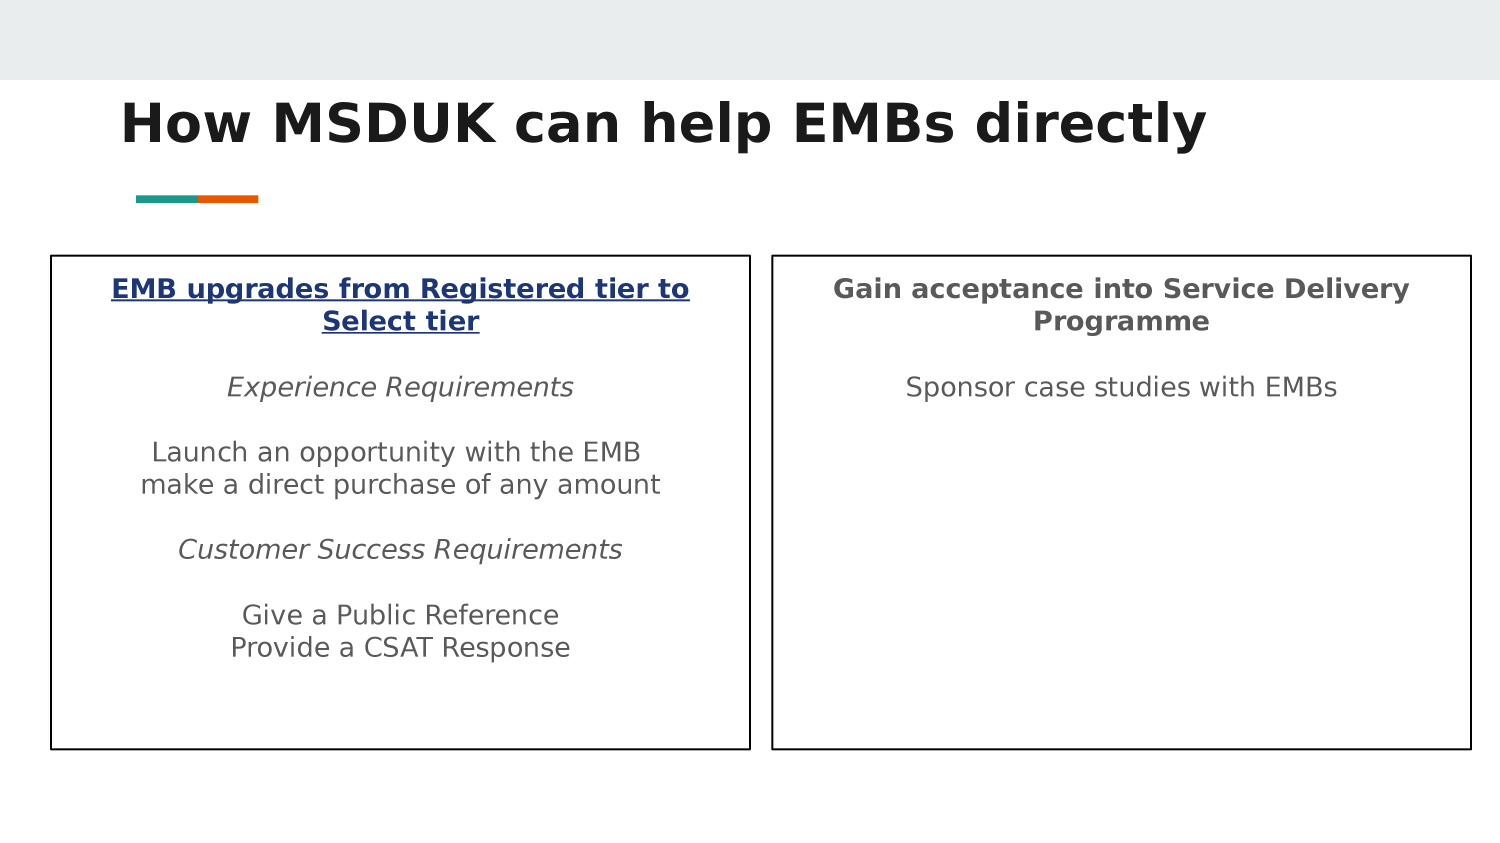 How MSDUK can help EMBs directly
EMB upgrades from Registered tier to
Select tier
Experience Requirements
Launch an opportunity with the EMB
make a direct purchase of any amount
Customer Success Requirements
Give a Public Reference
Provide a CSAT Response
Gain acceptance into Service Delivery
Programme
Sponsor case studies with EMBs